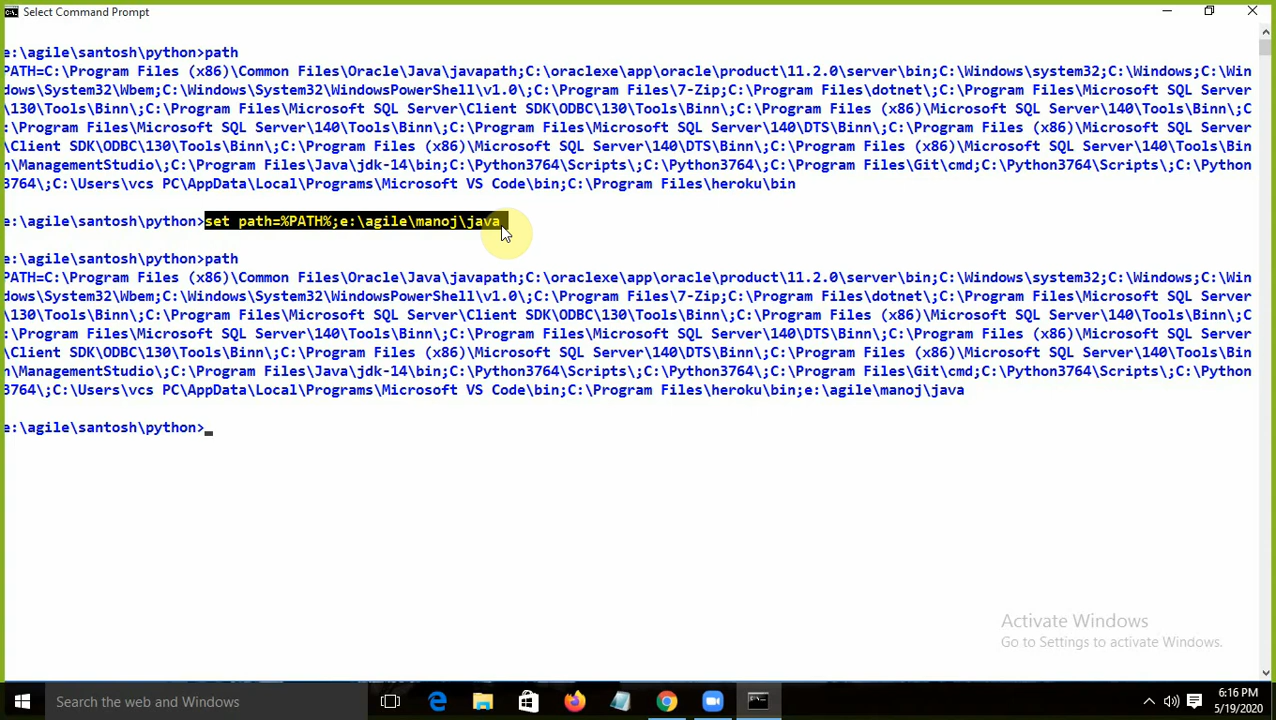 Select Command Prompt
e:\agile\santosh\python>path
PATH=C:\Program Files (x86)\Common Files\Oracle\Java\javapath;C:\oraclexe\app\oracle\product\11.2.0\server\bin;C:\Windows\system32;C:\Windows;C:\Win
dows\System32\Wbem;C:\Windows\System32\WindowsPowerShell\v1.0\;C:\Program Files\7-Zip;C:\Program Files\dotnet\;C:\Program Files\Microsoft SQL Server
\130\Tools\Binn\;C:\Program Files\Microsoft SQL Server\Client SDK\ODBC\130\Tools\Binn\;C:\Program Files (x86)\Microsoft SQL Server\140\Tools\Binn\;C
:\Program Files\Microsoft SQL Server\140\Tools\Binn\;C:\Program Files (x86)\Microsoft SQL Server\140\DTS\Binn\;C:\Program Files\Microsoft SQL Server
\Client SDK\ODBC\130\Tools\Binn\;C:\Program Files (x86)\Microsoft SQL Server\140\DTS\Binn\;C:\Program Files (x86)\Microsoft SQL Server\140\Tools\Bin
n\ManagementStudio\;C:\Program Files\Java\jdk-14\bin;C:\Python3764\Scripts\;C:\Python3764\;C:\Program Files\Git\cmd;C:\Python3764\Scripts\;C:\Python
3764\;C:\Users\vcs PC\AppData\Local\Programs\Microsoft VS Code\bin;C:\Program Files\heroku\bin
e:\agile\santosh\python>set path=%PATH%;e:\agile\manoj\java
e:\agile\santosh\python>path
PATH=C:\Program Files (x86)\Common Files\Oracle\Java\javapath;C:\oraclexe\app\oracle\product\11.2.0\server\bin;C:\Windows\system32;C:\Windows;C:\Win
dows\System32\Wbem;C:\Windows\System32\WindowsPowerShell\v1.0\;C:\Program Files\7-Zip;C:\Program Files\dotnet\;C:\Program Files\Microsoft SQL Server
\130\Tools\Binn\;C:\Program Files\Microsoft SQL Server\Client SDK\ODBC\130\Tools\Binn\;C:\Program Files (x86)\Microsoft SQL Server\140\Tools\Binn\;C
:\Program Files\Microsoft SQL Server\140\Tools\Binn\;C:\Program Files (x86)\Microsoft SQL Server\140\DTS\Binn\;C:\Program Files\Microsoft SQL Server
\Client SDK\ODBC\130\Tools\Binn\;C:\Program Files (x86)\Microsoft SQL Server\140\DTS\Binn\;C:\Program Files (x86)\Microsoft SQL Server\140\Tools\Bin
n\ManagementStudio\;C:\Program Files\Java\jdk-14\bin;C:\Python3764\Scripts\;C:\Python3764\;C:\Program Files\Git\cmd;C:\Python3764\Scripts\;C:\Python
3764\;C:\Users\vcs PC\AppData\Local\Programs\Microsoft VS Code\bin;C:\Program Files\heroku\bin;e:\agile\manoj\java
e:\agile\santosh\python>
Activate Windows
Go to Settings to activate Windows.
Search the web and Windows
6:16 PM
5/19/2020